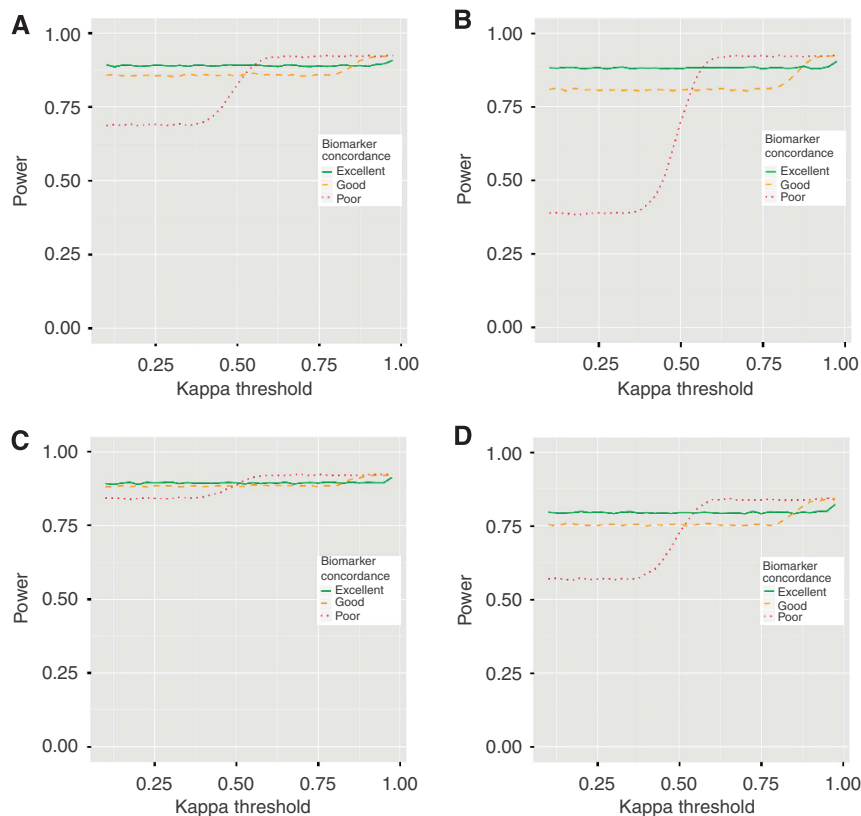 A
1.00
0.75
0.50
0.25
0.00
Power
Biomarker
concordance
Excellent
Good
Poor
0.25
0.50
0.75
1.00
Kappa threshold
B
1.00
0.75
0.50
0.25
0.00
Power
Biomarker
concordance
Excellent
Good
Poor
0.25
0.50
0.75
1.00
Kappa threshold
C
1.00
0.75
0.50
0.25
0.00
Power
Biomarker
concordance
Excellent
Good
Poor
0.25
0.50
0.75
1.00
Kappa threshold
D
1.00
0.75
0.50
0.25
0.00
Power
Biomarker
concordance
Excellent
Good
Poor
0.25
0.50
0.75
1.00
Kappa threshold